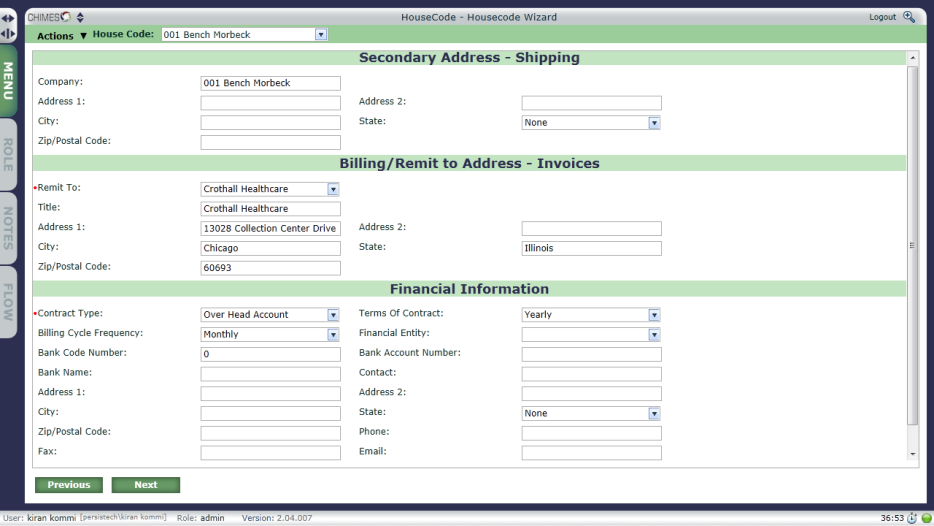 CHIMES
HouseCode - Housecode Wizard
Logout
Actions ▼ House Code: 001 Bench Morbeck
MENU
ROLE
NOTES
FLOW
Secondary Address - Shipping
Company: 001 Bench Morbeck
Address 1: Address 2:
City: State: None
Zip/Postal Code:
Billing/Remit to Address - Invoices
•Remit To: Crothall Healthcare
Title: Crothall Healthcare
Address 1: 13028 Collection Center Drive Address 2:
City: Chicago State: Illinois
Zip/Postal Code: 60693
Financial Information
•Contract Type: Over Head Account Terms Of Contract: Yearly
Billing Cycle Frequency: Monthly Financial Entity:
Bank Code Number: 0 Bank Account Number:
Bank Name: Contact:
Address 1: Address 2:
City: State: None
Zip/Postal Code: Phone:
Fax: Email:
Previous Next
User: kiran kommi [persistech\kiran kommi] Role: admin Version: 2.04.007 36:53